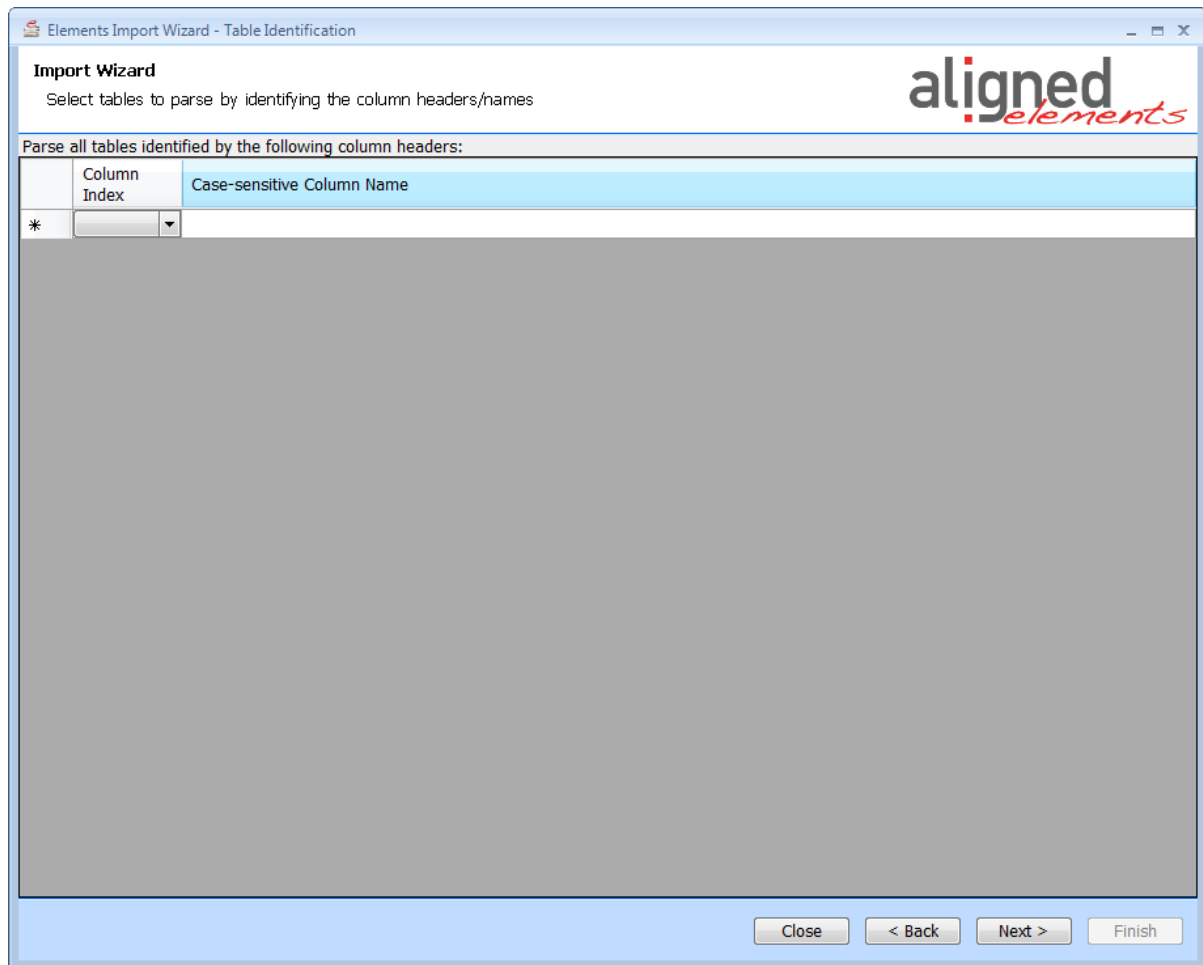 Elements Import Wizard - Table Identification
Import Wizard
Select tables to parse by identifying the column headers/names
aligned
elements
Parse all tables identified by the following column headers:
Column
Index
Case-sensitive Column Name
*
Close
< Back
Next >
Finish